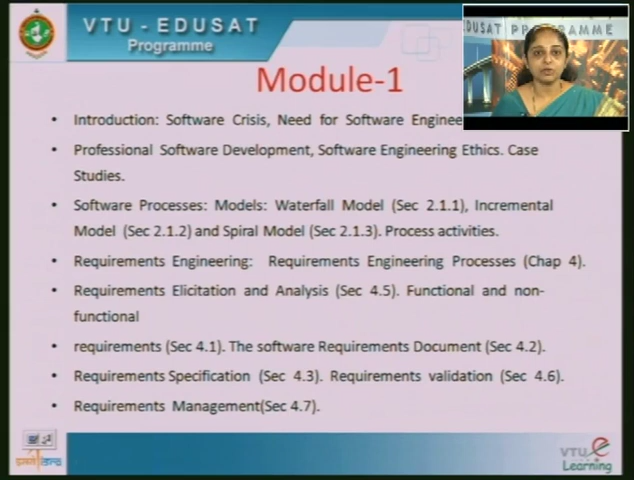 VTU - EDUSAT
Programme
EDUSAT PROGRAMME
Module-1
• Introduction: Software Crisis, Need for Software Enginee
• Professional Software Development, Software Engineering Ethics. Case
Studies.
• Software Processes: Models: Waterfall Model (Sec 2.1.1), Incremental
Model (Sec 2.1.2) and Spiral Model (Sec 2.1.3). Process activities.
• Requirements Engineering: Requirements Engineering Processes (Chap 4).
• Requirements Elicitation and Analysis (Sec 4.5). Functional and non-
functional
• requirements (Sec 4.1). The software Requirements Document (Sec 4.2).
• Requirements Specification (Sec 4.3). Requirements validation (Sec 4.6).
• Requirements Management(Sec 4.7).
VTU e
Learning